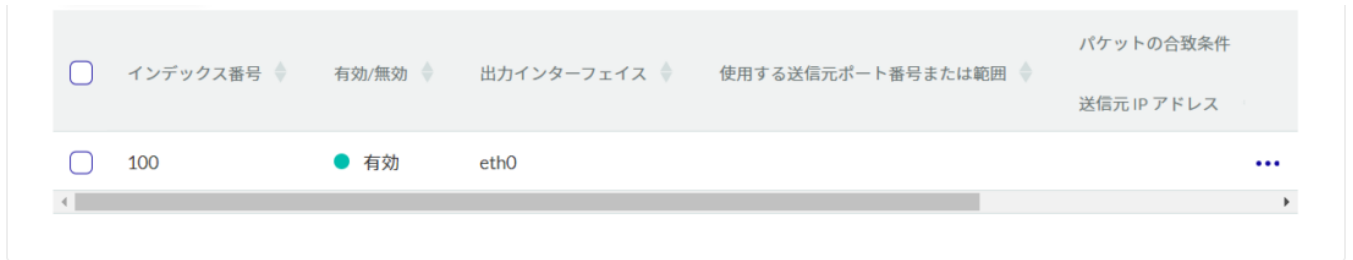 パケットの合致条件
インデックス番号 有効/無効 出力インターフェイス 使用する送信元ポート番号または範囲
送信元 IP アドレス
100 有効 eth0